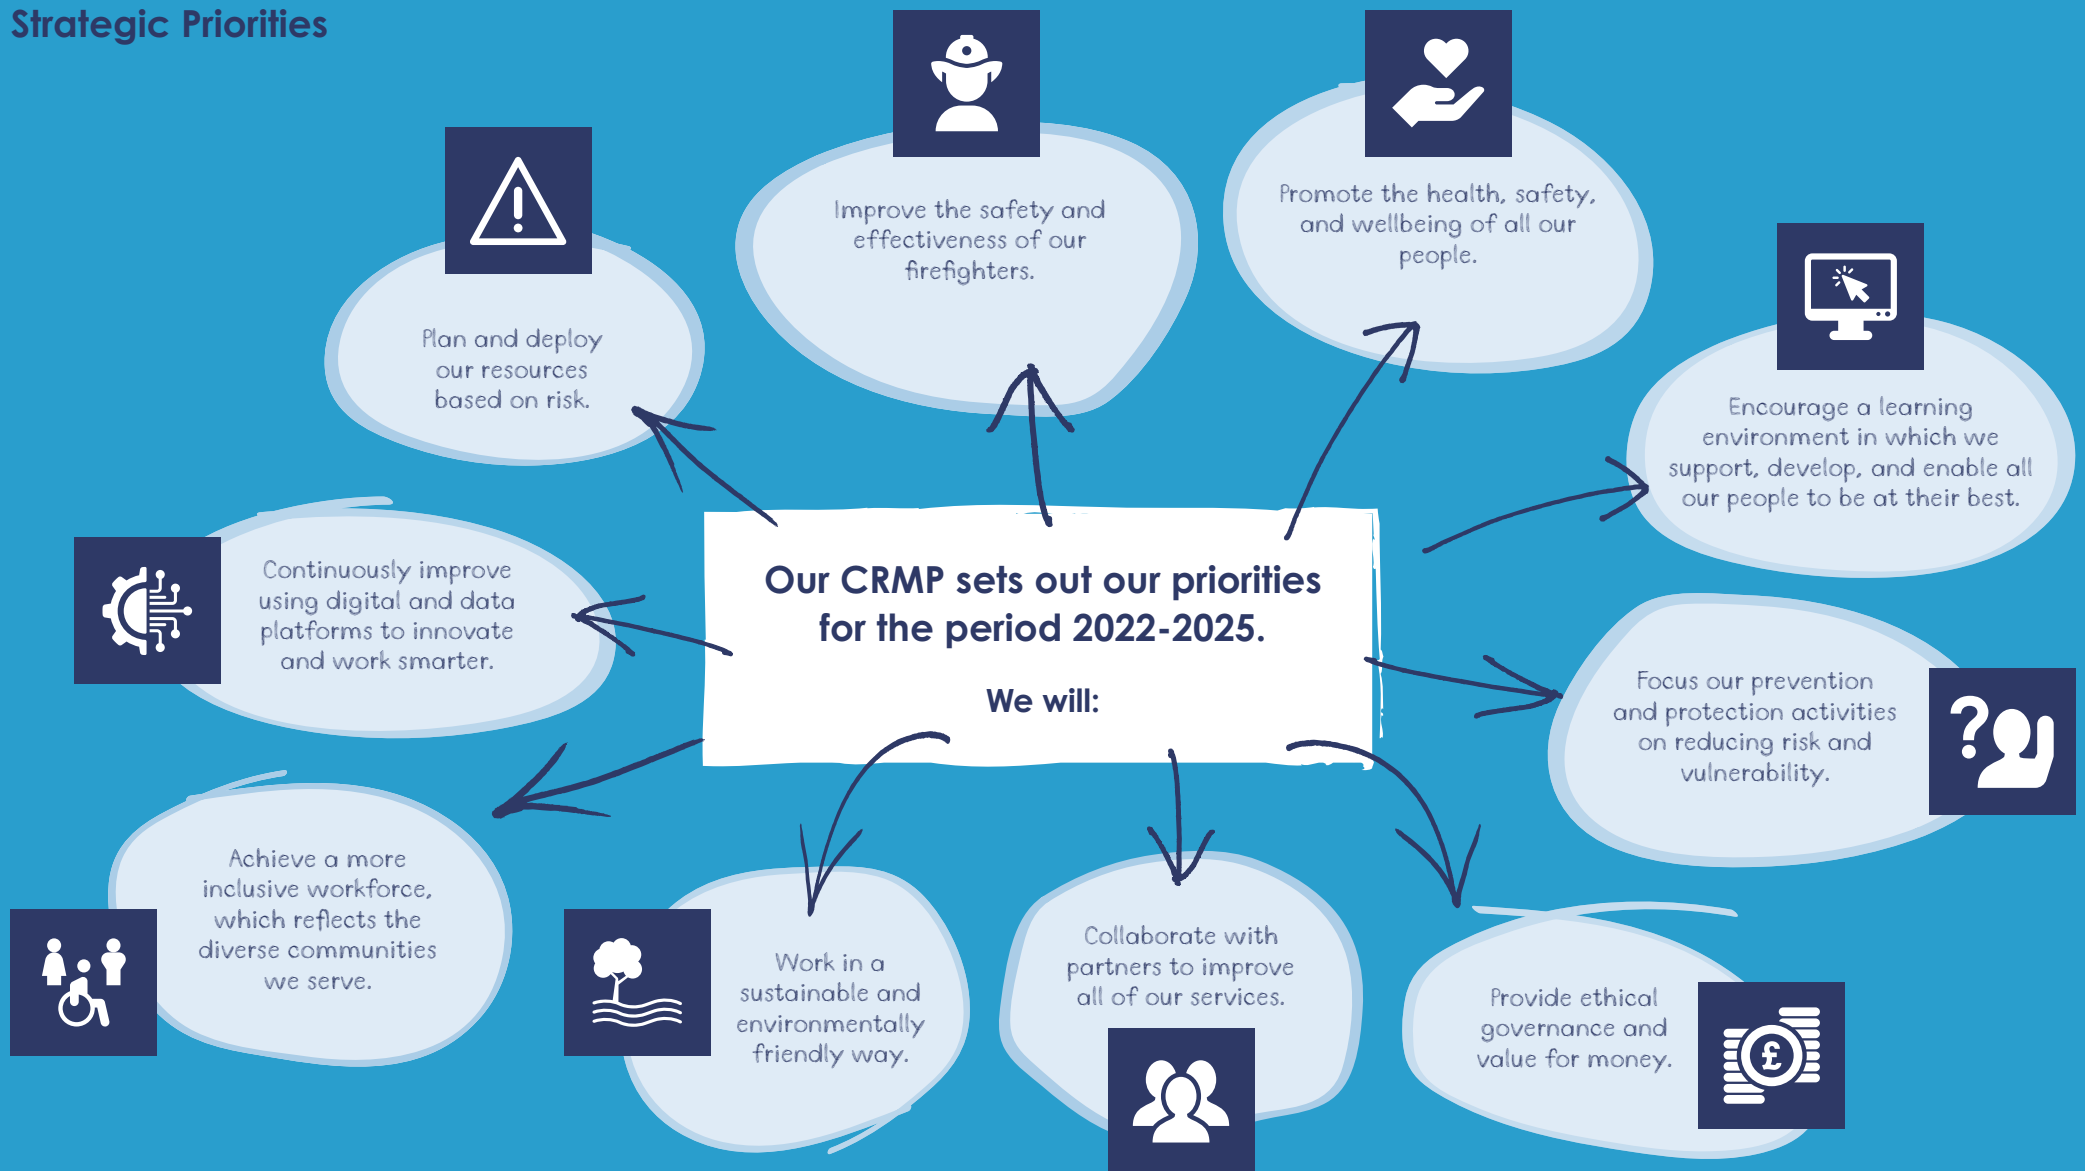 Strategic Priorities
Plan and deploy
our resources
based on risk.
Improve the safety and
effectiveness of our
firefighters.
Promote the health, safety,
and wellbeing of all our
people.
Encourage a learning
environment in which we
support, develop, and enable all
our people to be at their best.
Continuously improve
using digital and data
platforms to innovate
and work smarter.
Our CRMP sets out our priorities
for the period 2022-2025.
We will:
Focus our prevention
and protection activities
on reducing risk and
vulnerability.
?
Achieve a more
inclusive workforce,
which reflects the
diverse communities
we serve.
Work in a
sustainable and
environmentally
friendly way.
Collaborate with
partners to improve
all of our services.
Provide ethical
governance and
value for money.
£